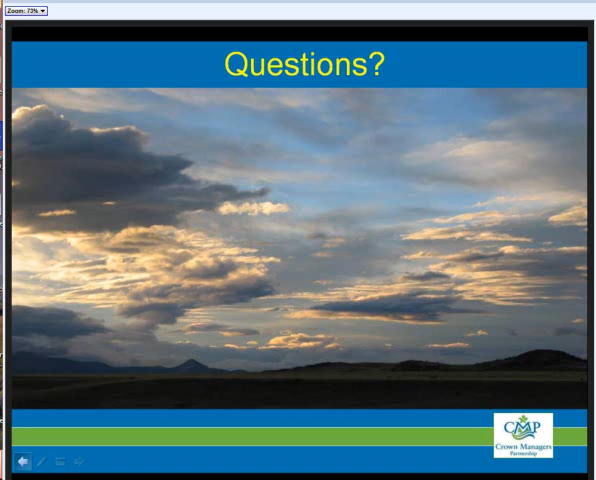 Zoom: 73%
Questions?
CMP
Crown Managers
Partnership